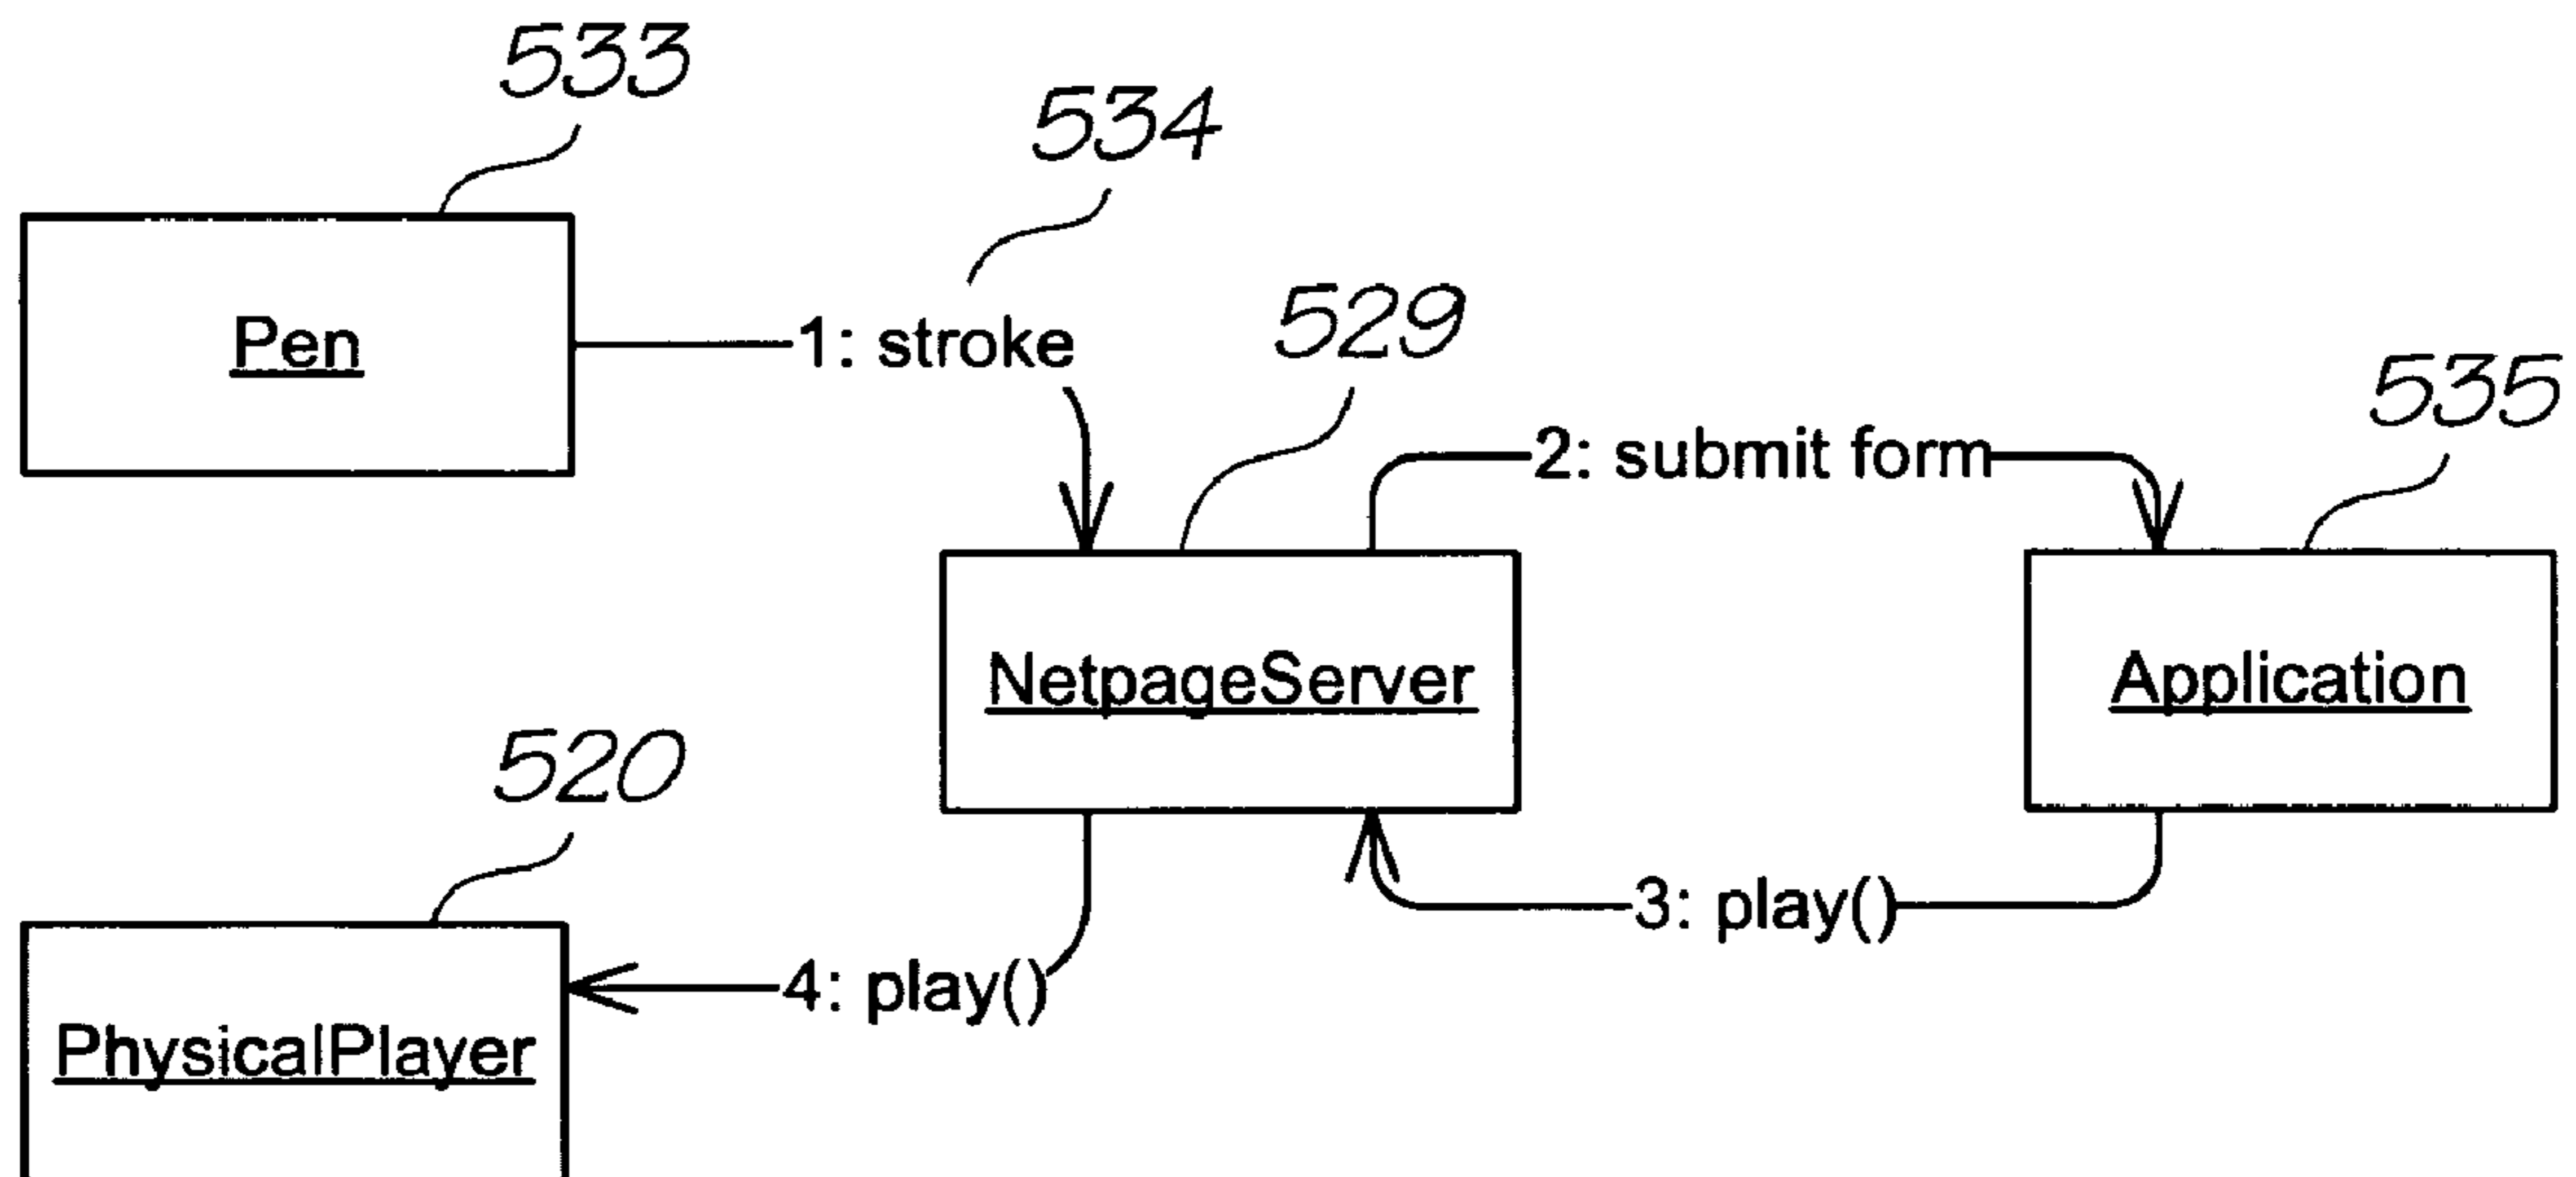 533
534
Pen
1: stroke
529
535
2: submit form
NetpageServer
Application
520
3: play()
4: play()
PhysicalPlayer